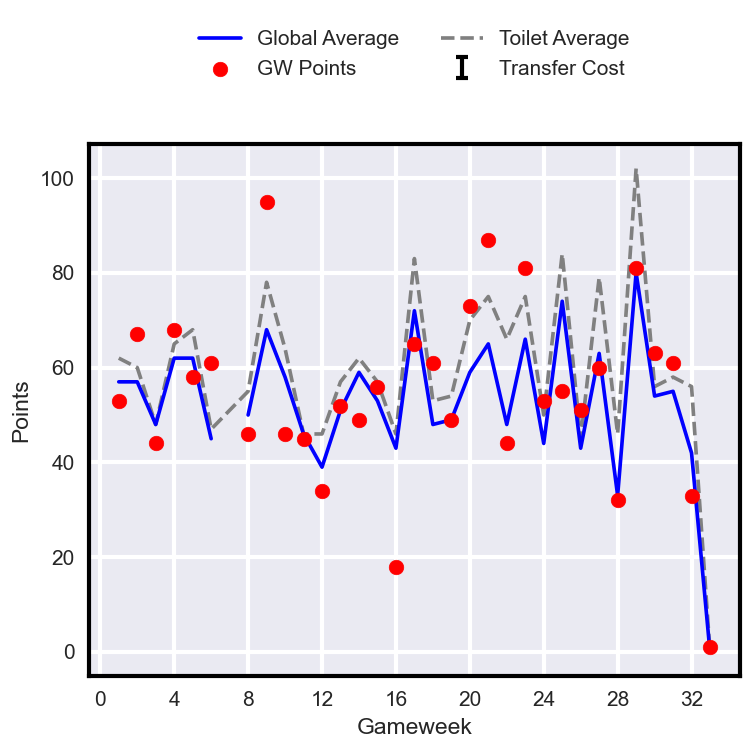 Global Average
Toilet Average
GW Points
Transfer Cost
100
80
60
40
20
0
Points
0 4 8 12 16 20 24 28 32
Gameweek